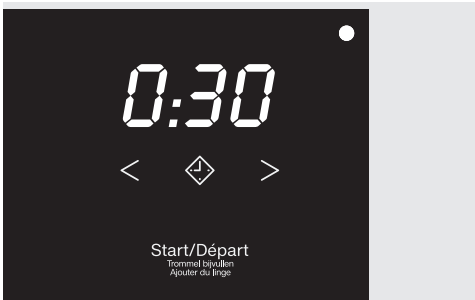 0:30
< >
Start/Départ
Trommel bijvullen
Ajouter du linge